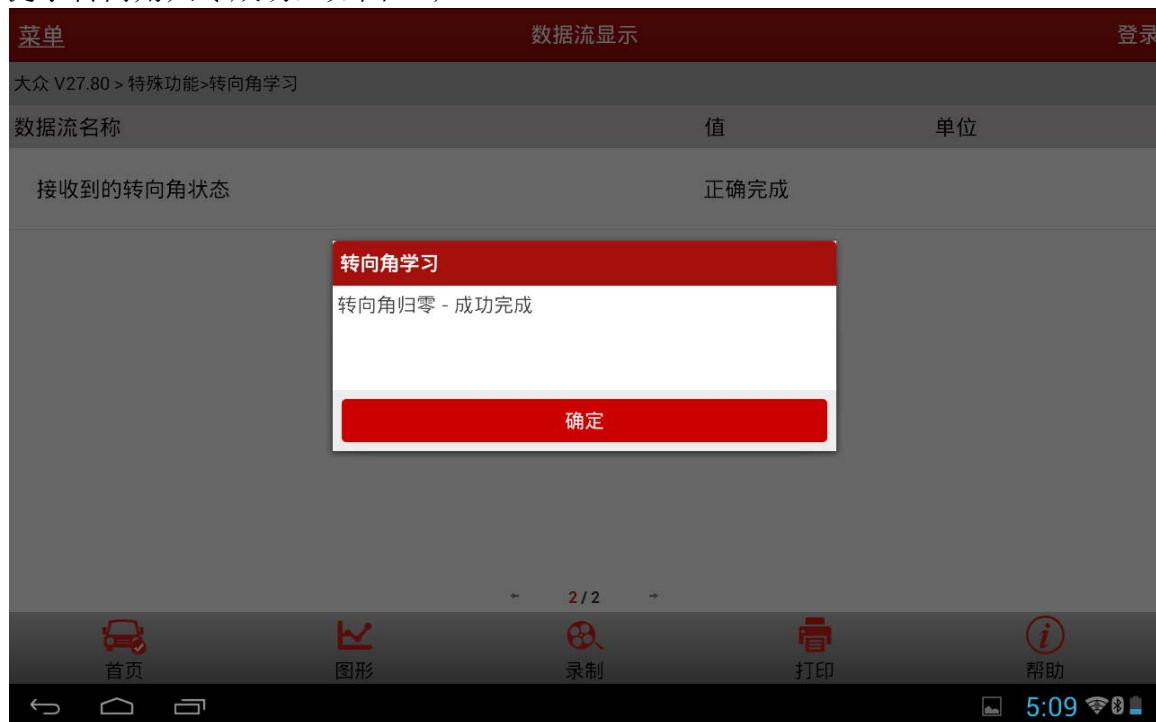 菜单 数据流显示 登录
大众 V27.80 > 特殊功能>转向角学习
数据流名称 值 单位
接收到的转向角状态 正确完成
转向角学习
转向角归零 - 成功完成
确定
2 / 2
首页 图形 录制 打印 帮助
5:09